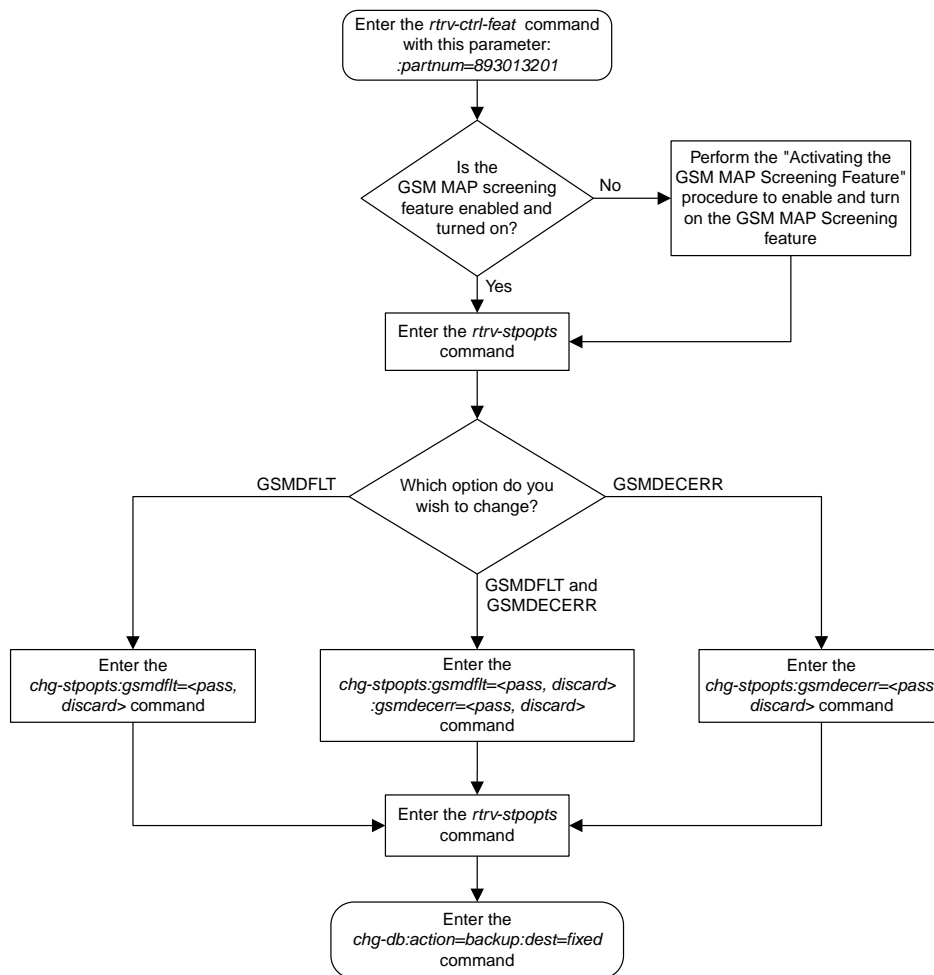 Enter the rtrv-ctrl-feat command
with this parameter:
:partnum=893013201
Is the
GSM MAP screening
feature enabled and
turned on?
No
Perform the "Activating the
GSM MAP Screening Feature"
procedure to enable and turn
on the GSM MAP Screening
feature
Yes
Enter the rtrv-stpopts
command
Which option do you
wish to change?
GSMDFLT
GSMDECERR
GSMDFLT and
GSMDECERR
Enter the
chg-stpopts:gsmdflt=<pass,
discard> command
Enter the
chg-stpopts:gsmdflt=<pass, discard>
:gsmdecerr=<pass, discard>
command
Enter the
chg-stpopts:gsmdecerr=<pass,
discard> command
Enter the rtrv-stpopts
command
Enter the
chg-db:action=backup:dest=fixed
command